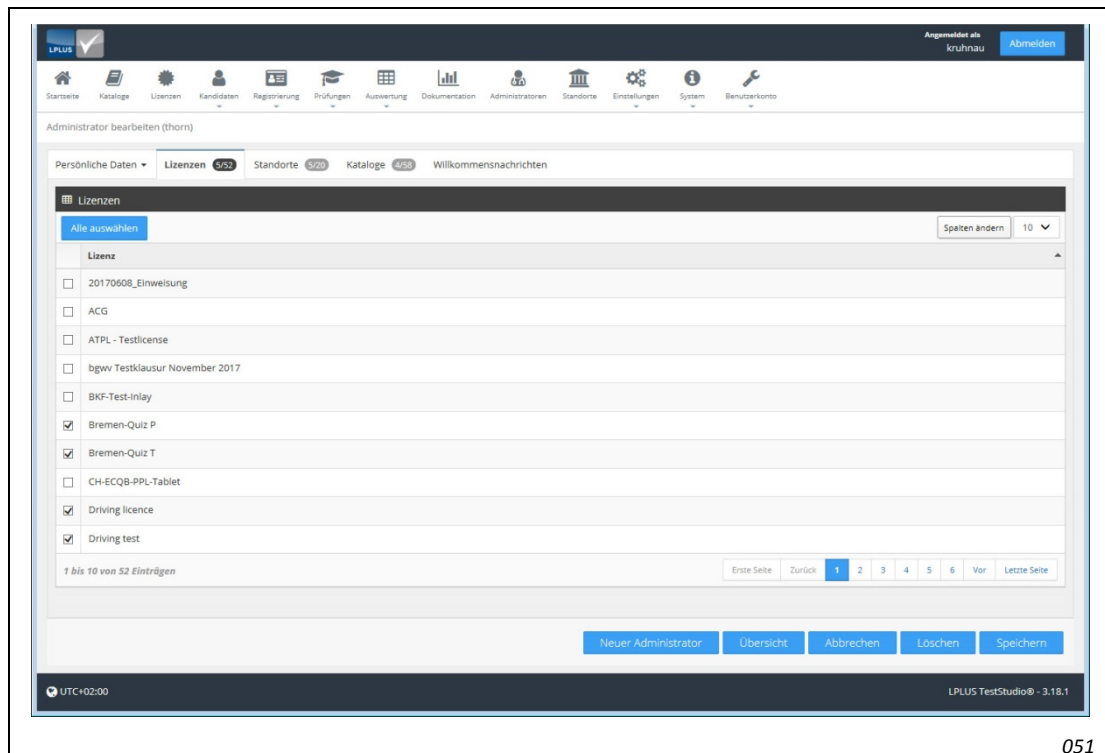 LPLUS
Angemeldet als
kruhnau
Abmelden
Startseite Kataloge Lizenzen Kandidaten Registrierung Prüfungen Auswertung Dokumentation Administratoren Standorte Einstellungen System Benutzerkonto
Administrator bearbeiten (thorn)
Persönliche Daten Lizenzen 5/52 Standorte 5/20 Kataloge 4/58 Willkommensnachrichten
Lizenzen
Alle auswählen Spalten ändern 10
Lizenz
20170608_Einweisung
ACG
ATPL - Testlicense
bgwv Testklausur November 2017
BKF-Test-Inlay
Bremen-Quiz P
Bremen-Quiz T
CH-ECQB-PPL-Tablet
Driving licence
Driving test
1 bis 10 von 52 Einträgen Erste Seite Zurück 1 2 3 4 5 6 Vor Letzte Seite
Neuer Administrator Übersicht Abbrechen Löschen Speichern
UTC+02:00 LPLUS TestStudio® - 3.18.1
051